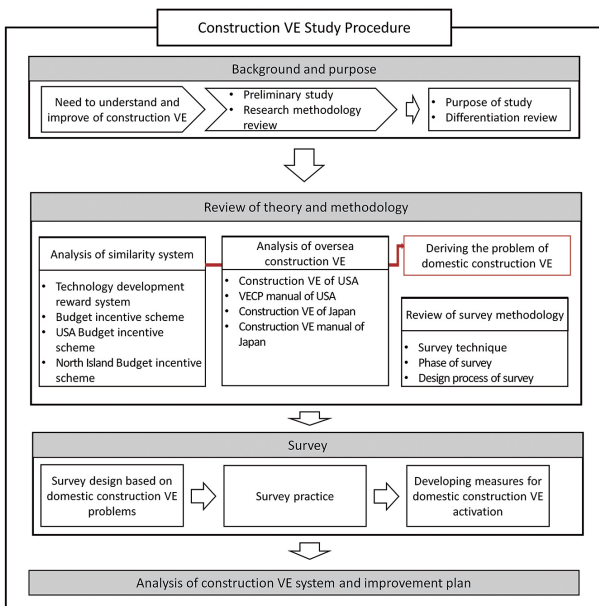 Construction VE Study Procedure
Background and purpose
Need to understand and
improve of construction VE
• Preliminary study
• Research methodology
review
• Purpose of study
• Differentiation review
Review of theory and methodology
Analysis of similarity system
• Technology development
reward system
• Budget incentive scheme
• USA Budget incentive
scheme
• North Island Budget incentive
scheme
Analysis of oversea
construction VE
• Construction VE of USA
• VECP manual of USA
• Construction VE of Japan
• Construction VE manual of
Japan
Deriving the problem of
domestic construction VE
Review of survey methodology
• Survey technique
• Phase of survey
• Design process of survey
Survey
Survey design based on
domestic construction VE
problems
Survey practice
Developing measures for
domestic construction VE
activation
Analysis of construction VE system and improvement plan